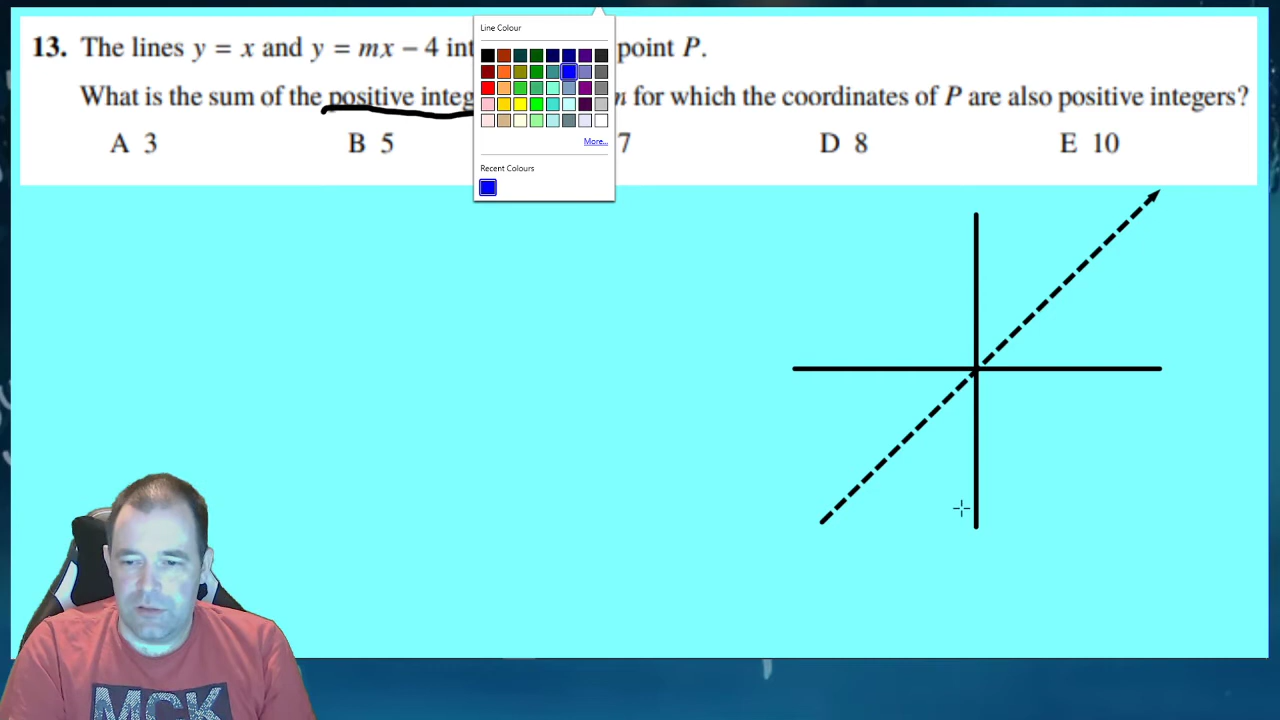 13. The lines y = x and y = mx − 4 int point P.
What is the sum of the positive integ for which the coordinates of P are also positive integers?
A 3 B 5 7 D 8 E 10
Line Colour
More...
Recent Colours
MCK